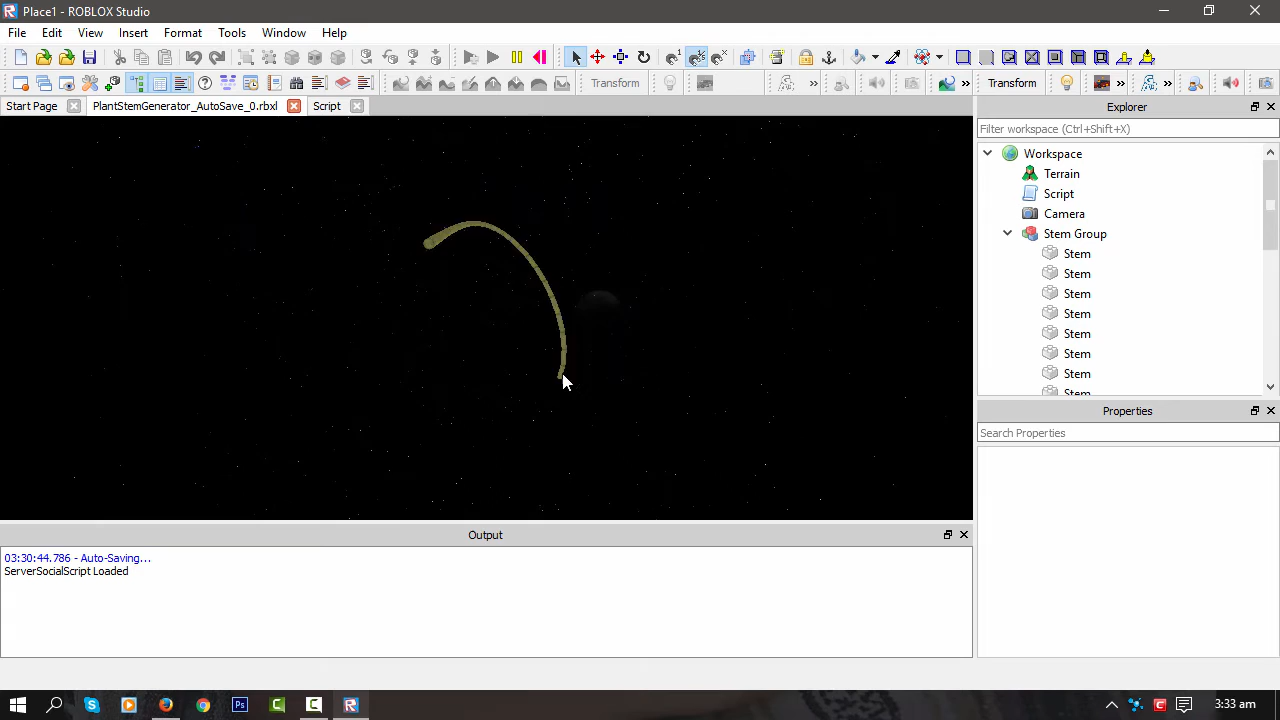 Place1 - ROBLOX Studio
File Edit View Insert Format Tools Window Help
Transform Transform
Start Page PlantStemGenerator_AutoSave_0.rbxl Script
Explorer
Filter workspace (Ctrl+Shift+X)
Workspace
Terrain
Script
Camera
Stem Group
Stem
Stem
Stem
Stem
Stem
Stem
Stem
Stem
Properties
Search Properties
Output
03:30:44.786 - Auto-Saving...
ServerSocialScript Loaded
3:33 am